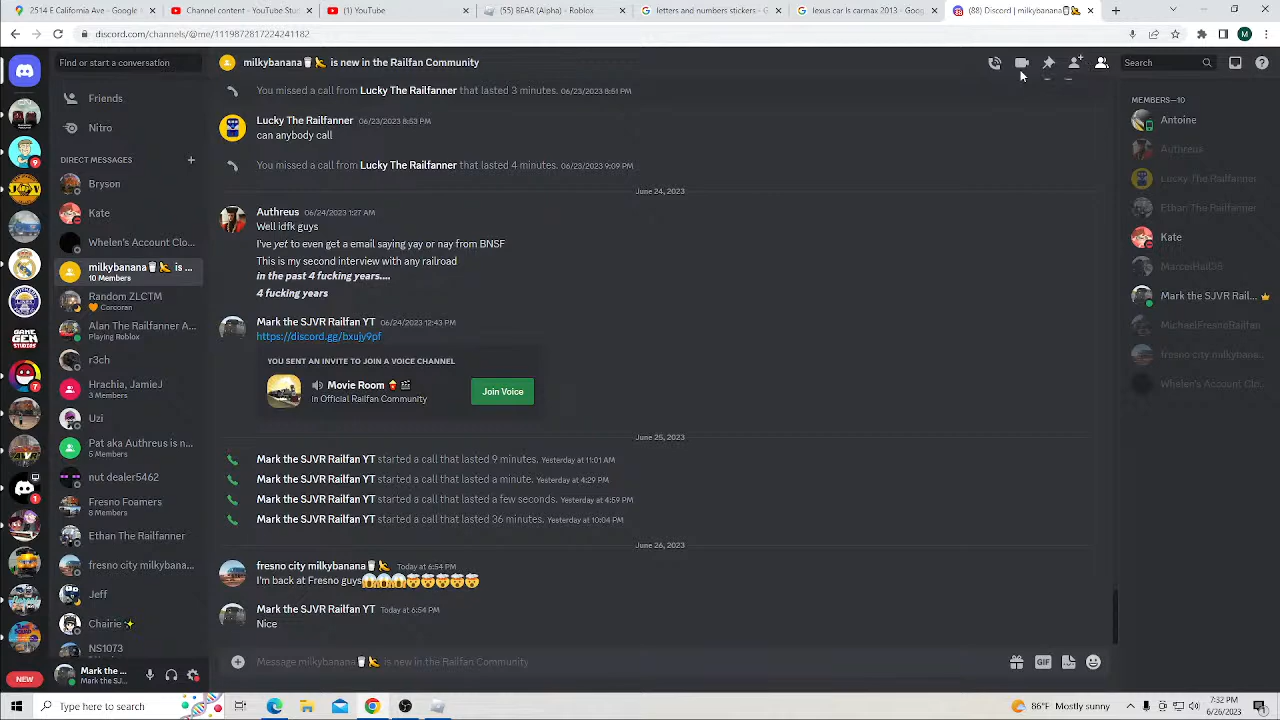 2514 E California Ave - Google
Channel content - YouTube Stu
(1) YouTube
(55) BEAR (Alpha) - Roblox
letters and numbers stickers - G
lexus car is carmax 2013 - Goog
(88) Discord | milkybanana🥛🍌
discord.com/channels/@me/1119872817224241182
M
Find or start a conversation
milkybanana🥛🍌 is new in the Railfan Community
Search
Friends
Nitro
DIRECT MESSAGES
Bryson
Kate
Whelen's Account Clo...
milkybanana🥛🍌 is ...
10 Members
Random ZLCTM
🧡 Corcoran
Alan The Railfanner A...
Playing Roblox
r3ch
Hrachia, JamieJ
3 Members
Uzi
Pat aka Authreus is n...
5 Members
nut dealer5462
Fresno Foamers
8 Members
Ethan The Railfanner
fresno city milkybana...
Jeff
Chairie ✨
NS1073
9
GAME
GEN
STUDIOS
7
1
NEW
Mark the ...
Mark the SJ...
You missed a call from Lucky The Railfanner that lasted 3 minutes. 06/23/2023 8:51 PM
Lucky The Railfanner 06/23/2023 8:53 PM
can anybody call
You missed a call from Lucky The Railfanner that lasted 4 minutes. 06/23/2023 9:09 PM
June 24, 2023
Authreus 06/24/2023 1:27 AM
Well idfk guys
I've yet to even get a email saying yay or nay from BNSF
This is my second interview with any railroad
in the past 4 fucking years....
4 fucking years
Mark the SJVR Railfan YT 06/24/2023 12:43 PM
https://discord.gg/bxujy9pf
YOU SENT AN INVITE TO JOIN A VOICE CHANNEL
Movie Room
in Official Railfan Community
Join Voice
June 25, 2023
Mark the SJVR Railfan YT started a call that lasted 9 minutes. Yesterday at 11:01 AM
Mark the SJVR Railfan YT started a call that lasted a minute. Yesterday at 4:29 PM
Mark the SJVR Railfan YT started a call that lasted a few seconds. Yesterday at 4:59 PM
Mark the SJVR Railfan YT started a call that lasted 36 minutes. Yesterday at 10:04 PM
June 26, 2023
fresno city milkybanana🥛🍌 Today at 6:54 PM
I'm back at Fresno guys😱😱😱🤯🤯🤯🤯🤯
Mark the SJVR Railfan YT Today at 6:54 PM
Nice
Message milkybanana🥛🍌 is new in the Railfan Community
GIF
MEMBERS—10
Antoine
Authreus
Lucky The Railfanner
Ethan The Railfanner
Kate
MarcelHall35
Mark the SJV Rail...
MichaelFresnoRailfan
fresno city milkybana...
Whelen's Account Clo...
Type here to search
86°F Mostly sunny
7:32 PM
6/26/2023
1